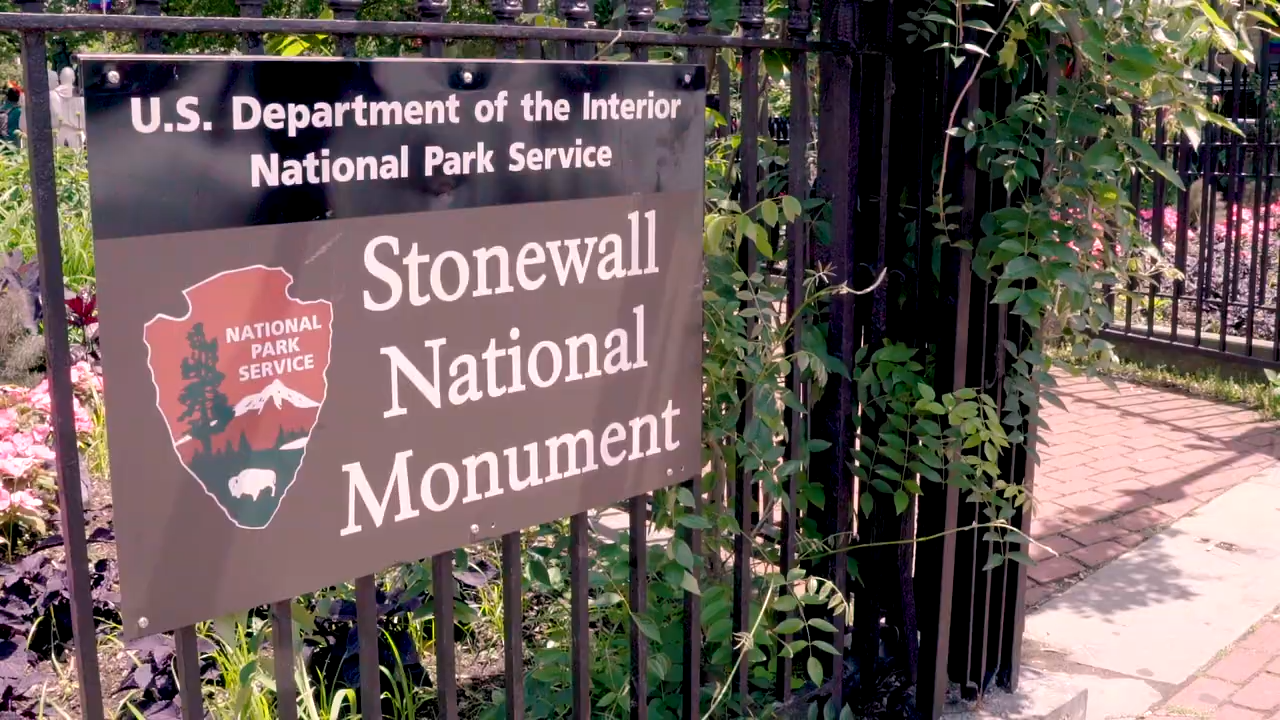 U.S. Department of the Interior
National Park Service
Stonewall
National
Monument
NATIONAL
PARK
SERVICE